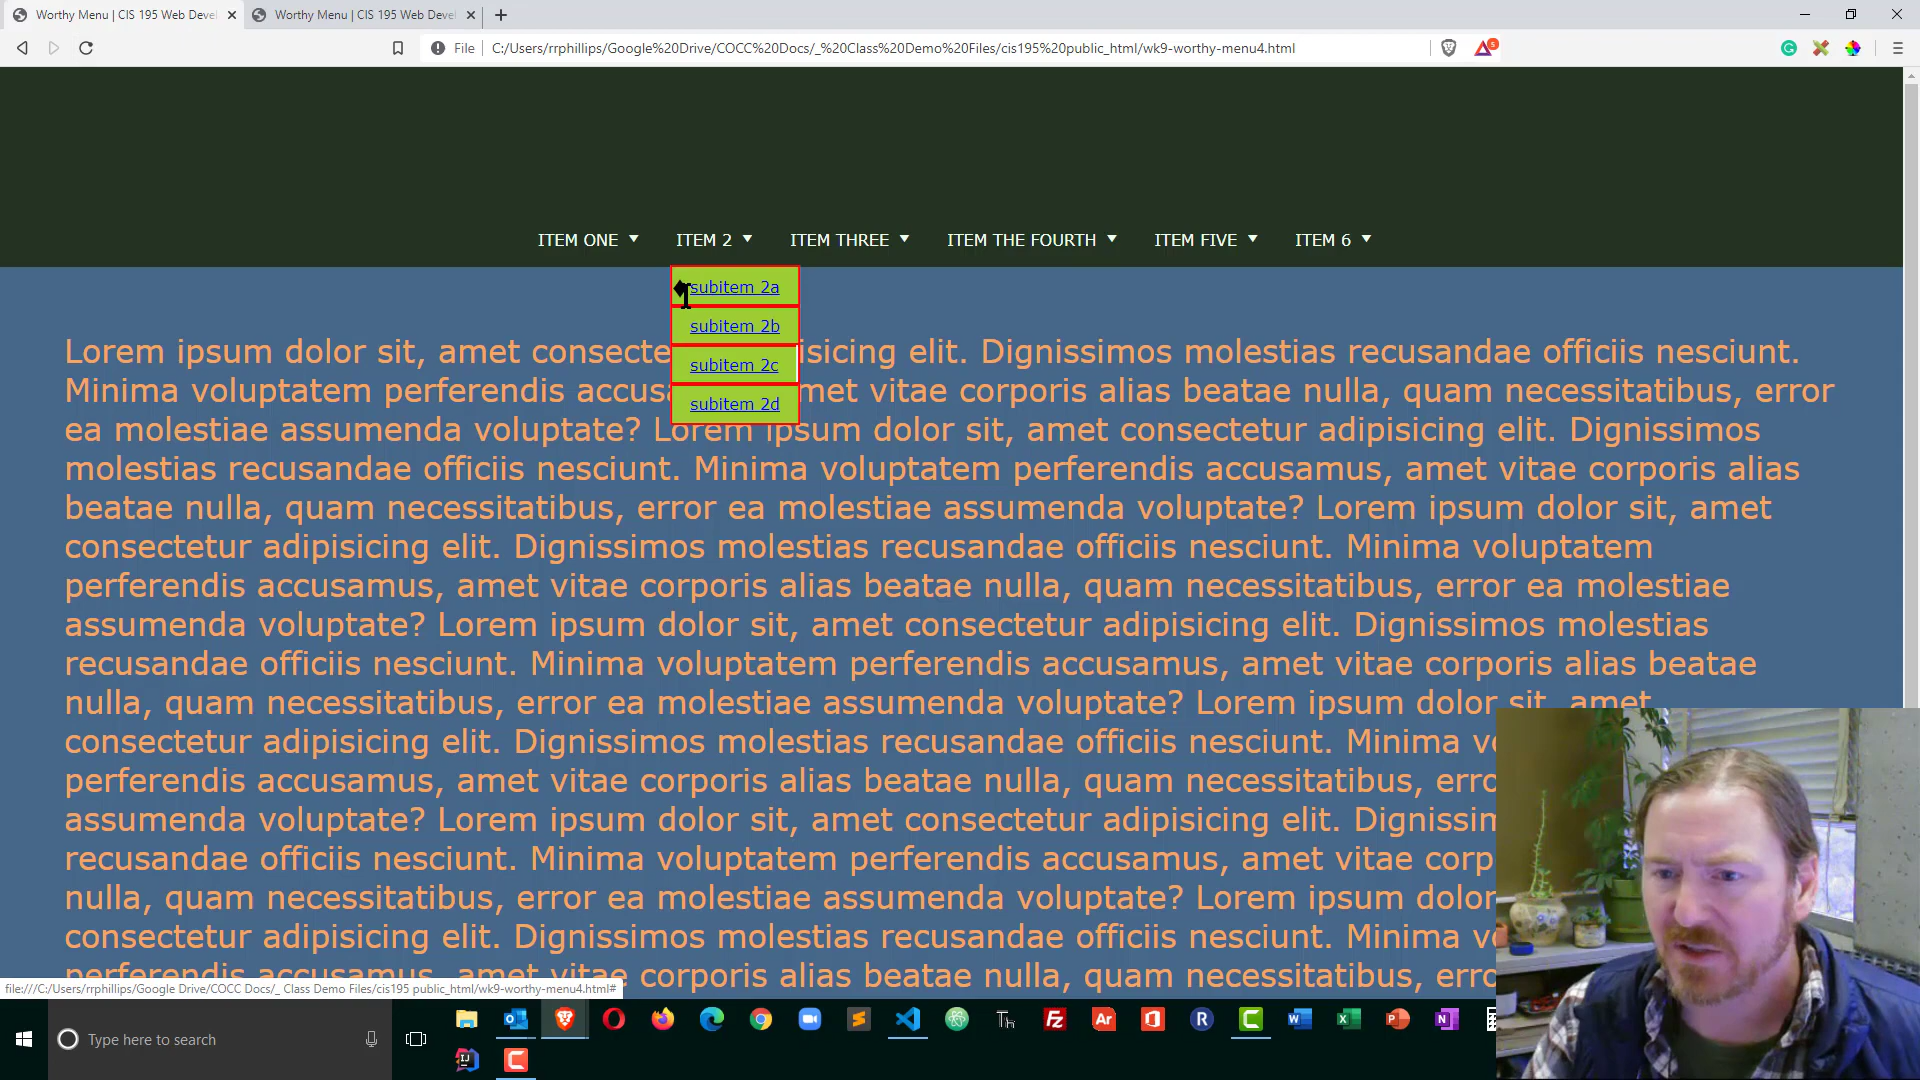 Worthy Menu | CIS 195 Web Deve
Worthy Menu | CIS 195 Web Devel
File
C:/Users/rrphillips/Google%20Drive/COCC%20Docs/_%20Class%20Demo%20Files/cis195%20public_html/wk9-worthy-menu4.html
5
ITEM ONE ▼ ITEM 2 ▼ ITEM THREE ▼ ITEM THE FOURTH ▼ ITEM FIVE ▼ ITEM 6 ▼
subitem 2a
subitem 2b
subitem 2c
subitem 2d
Lorem ipsum dolor sit, amet consecte isicing elit. Dignissimos molestias recusandae officiis nesciunt.
Minima voluptatem perferendis accusa met vitae corporis alias beatae nulla, quam necessitatibus, error
ea molestiae assumenda voluptate? Lorem ipsum dolor sit, amet consectetur adipisicing elit. Dignissimos
molestias recusandae officiis nesciunt. Minima voluptatem perferendis accusamus, amet vitae corporis alias
beatae nulla, quam necessitatibus, error ea molestiae assumenda voluptate? Lorem ipsum dolor sit, amet
consectetur adipisicing elit. Dignissimos molestias recusandae officiis nesciunt. Minima voluptatem
perferendis accusamus, amet vitae corporis alias beatae nulla, quam necessitatibus, error ea molestiae
assumenda voluptate? Lorem ipsum dolor sit, amet consectetur adipisicing elit. Dignissimos molestias
recusandae officiis nesciunt. Minima voluptatem perferendis accusamus, amet vitae corporis alias beatae
nulla, quam necessitatibus, error ea molestiae assumenda voluptate? Lorem ipsum dolor sit, amet
consectetur adipisicing elit. Dignissimos molestias recusandae officiis nesciunt. Minima v
perferendis accusamus, amet vitae corporis alias beatae nulla, quam necessitatibus, erro
assumenda voluptate? Lorem ipsum dolor sit, amet consectetur adipisicing elit. Dignissim
recusandae officiis nesciunt. Minima voluptatem perferendis accusamus, amet vitae corp
nulla, quam necessitatibus, error ea molestiae assumenda voluptate? Lorem ipsum dolor
consectetur adipisicing elit. Dignissimos molestias recusandae officiis nesciunt. Minima v
perferendis accusamus, amet vitae corporis alias beatae nulla, quam necessitatibus, erro
file:///C:/Users/rrphillips/Google Drive/COCC Docs/_ Class Demo Files/cis195 public_html/wk9-worthy-menu4.html#
Type here to search